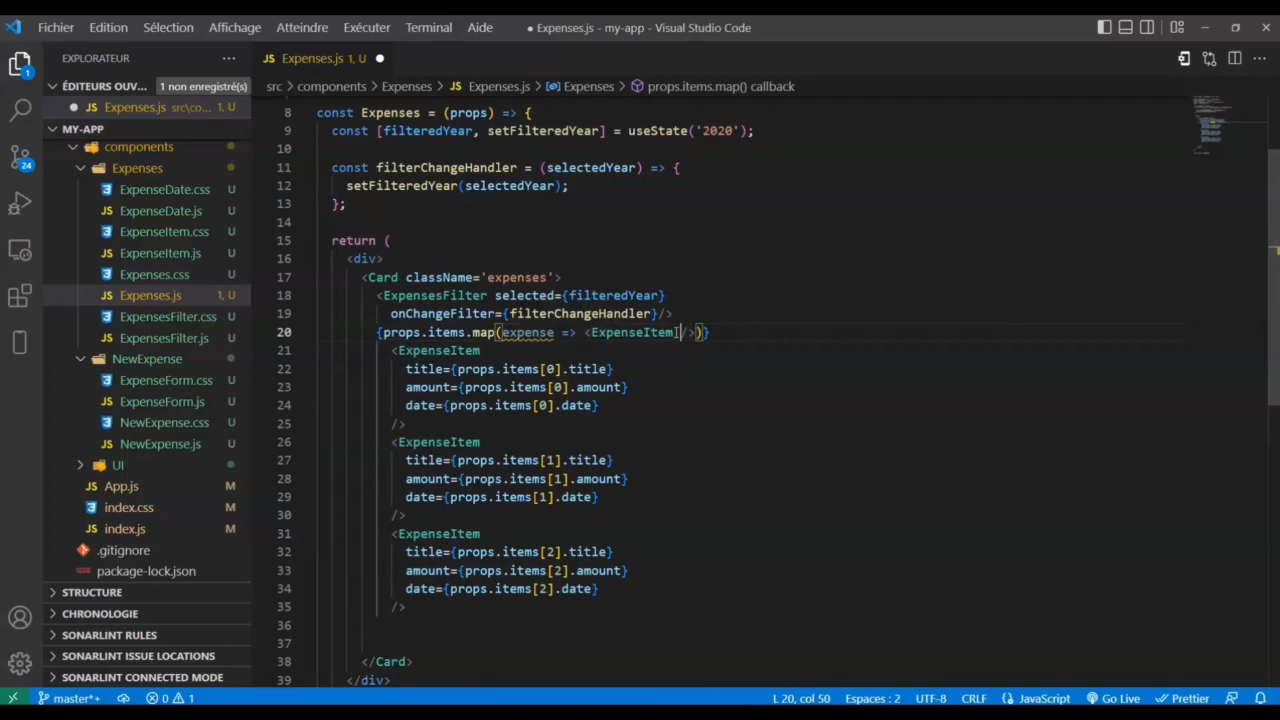 Fichier Edition Sélection Affichage Atteindre Exécuter Terminal Aide ● Expenses.js - my-app - Visual Studio Code
EXPLORATEUR ···
JS Expenses.js 1, U ●
ÉDITEURS OUV... 1 non enregistré(s)
● JS Expenses.js src\co... 1, U
src > components > Expenses > JS Expenses.js > Expenses > props.items.map() callback
MY-APP
components
Expenses
ExpenseDate.css U
JS ExpenseDate.js U
ExpenseItem.css U
JS ExpenseItem.js U
Expenses.css U
JS Expenses.js 1, U
ExpensesFilter.css U
JS ExpensesFilter.js U
NewExpense
ExpenseForm.css U
JS ExpenseForm.js U
NewExpense.css U
JS NewExpense.js U
UI
JS App.js M
index.css M
JS index.js M
.gitignore
package-lock.json
STRUCTURE
CHRONOLOGIE
SONARLINT RULES
SONARLINT ISSUE LOCATIONS
SONARLINT CONNECTED MODE
1
24
8 const Expenses = (props) => {
9 const [filteredYear, setFilteredYear] = useState('2020');
10
11 const filterChangeHandler = (selectedYear) => {
12 setFilteredYear(selectedYear);
13 };
14
15 return (
16 <div>
17 <Card className='expenses'>
18 <ExpensesFilter selected={filteredYear}
19 onChangeFilter={filterChangeHandler}/>
20 {props.items.map(expense => <ExpenseItem />)}
21 <ExpenseItem
22 title={props.items[0].title}
23 amount={props.items[0].amount}
24 date={props.items[0].date}
25 />
26 <ExpenseItem
27 title={props.items[1].title}
28 amount={props.items[1].amount}
29 date={props.items[1].date}
30 />
31 <ExpenseItem
32 title={props.items[2].title}
33 amount={props.items[2].amount}
34 date={props.items[2].date}
35 />
36
37
38 </Card>
39 </div>
master*+ 0 1 L 20, col 50 Espaces : 2 UTF-8 CRLF {} JavaScript Go Live Prettier